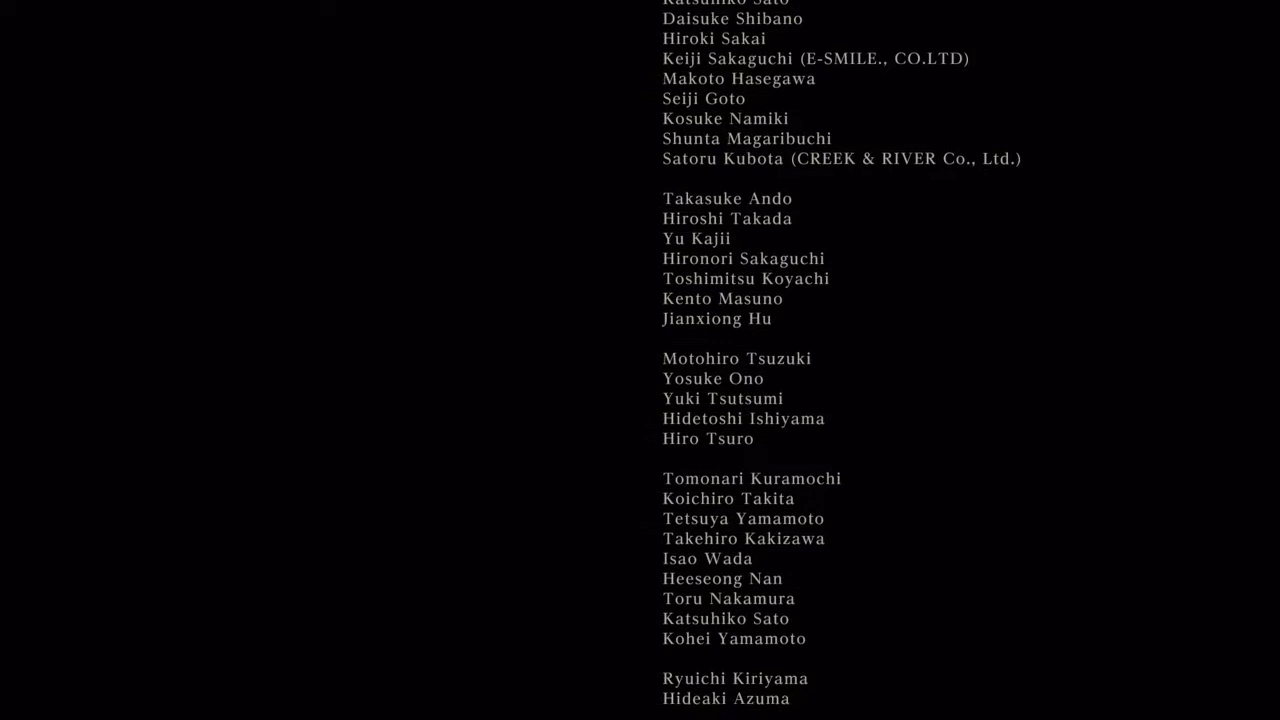 Katsuhiko Sato
Daisuke Shibano
Hiroki Sakai
Keiji Sakaguchi (E-SMILE., CO.LTD)
Makoto Hasegawa
Seiji Goto
Kosuke Namiki
Shunta Magaribuchi
Satoru Kubota (CREEK & RIVER Co., Ltd.)
Takasuke Ando
Hiroshi Takada
Yu Kajii
Hironori Sakaguchi
Toshimitsu Koyachi
Kento Masuno
Jianxiong Hu
Motohiro Tsuzuki
Yosuke Ono
Yuki Tsutsumi
Hidetoshi Ishiyama
Hiro Tsuro
Tomonari Kuramochi
Koichiro Takita
Tetsuya Yamamoto
Takehiro Kakizawa
Isao Wada
Heeseong Nan
Toru Nakamura
Katsuhiko Sato
Kohei Yamamoto
Ryuichi Kiriyama
Hideaki Azuma